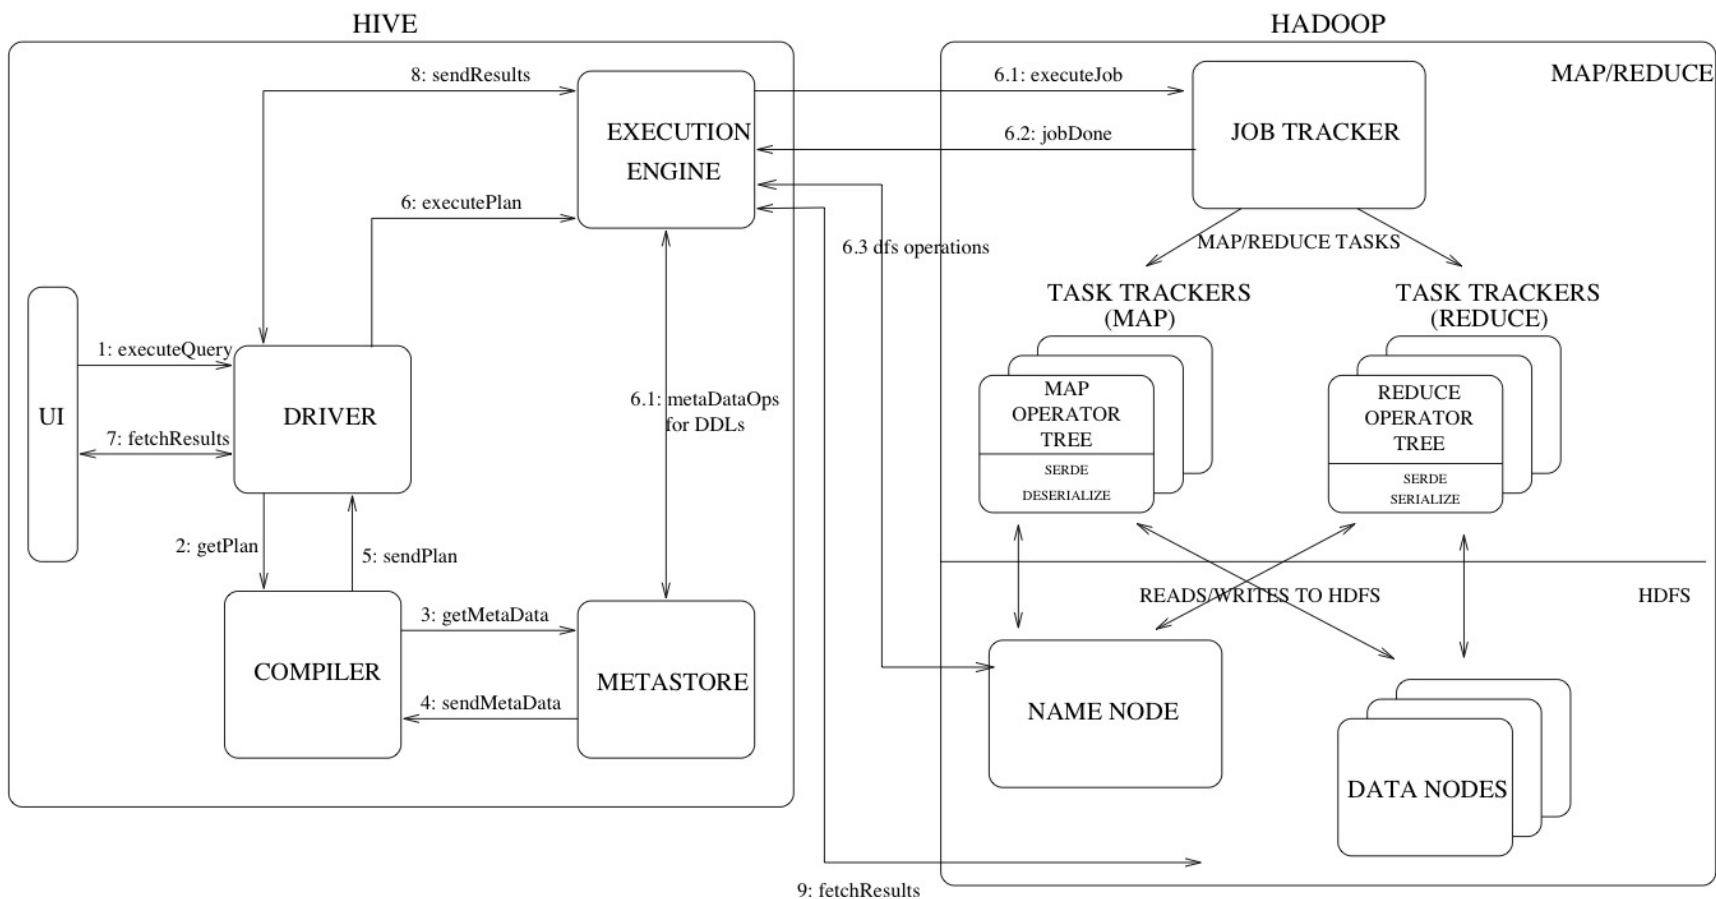 HIVE
HADOOP
MAP/REDUCE
8: sendResults
6.1: executeJob
EXECUTION
ENGINE
JOB TRACKER
6.2: jobDone
6: executePlan
6.3 dfs operations
MAP/REDUCE TASKS
TASK TRACKERS
(MAP)
TASK TRACKERS
(REDUCE)
1: executeQuery
UI
DRIVER
7: fetchResults
6.1: metaDataOps
for DDLs
MAP
OPERATOR
TREE
SERDE
DESERIALIZE
REDUCE
OPERATOR
TREE
SERDE
SERIALIZE
2: getPlan
5: sendPlan
READS/WRITES TO HDFS
HDFS
3: getMetaData
COMPILER
METASTORE
4: sendMetaData
NAME NODE
DATA NODES
9: fetchResults